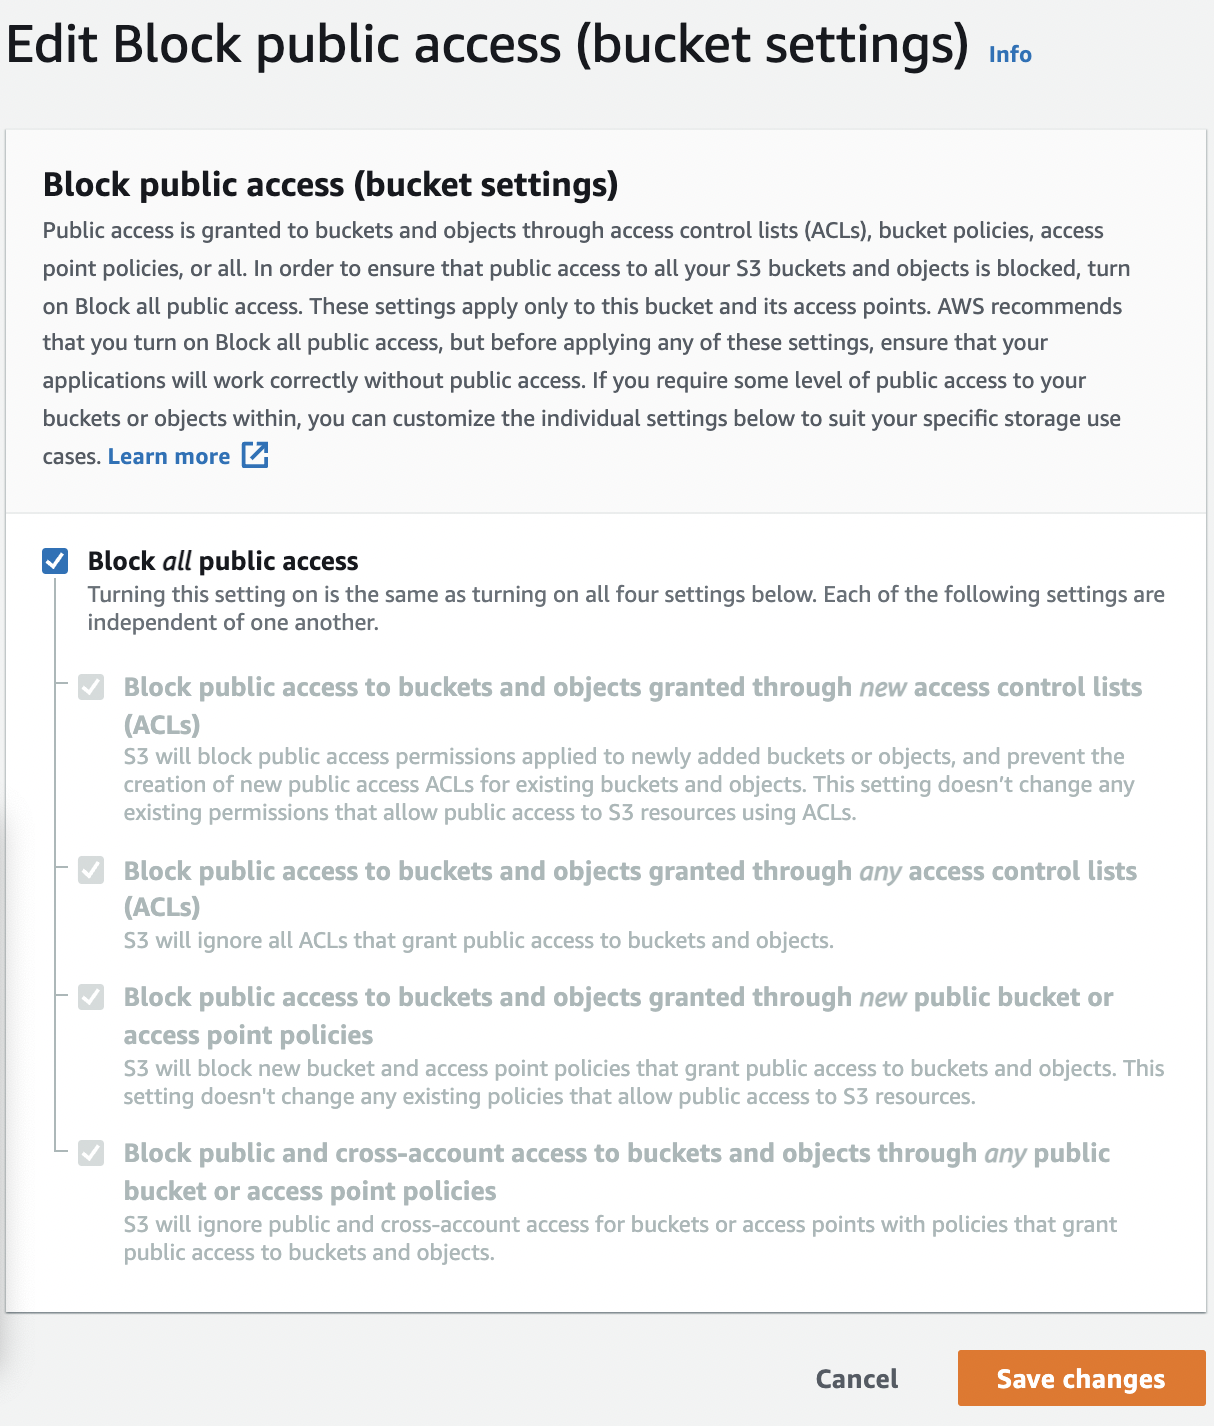 Edit Block public access (bucket settings) Info
Block public access (bucket settings)
Public access is granted to buckets and objects through access control lists (ACLs), bucket policies, access
point policies, or all. In order to ensure that public access to all your S3 buckets and objects is blocked, turn
on Block all public access. These settings apply only to this bucket and its access points. AWS recommends
that you turn on Block all public access, but before applying any of these settings, ensure that your
applications will work correctly without public access. If you require some level of public access to your
buckets or objects within, you can customize the individual settings below to suit your specific storage use
cases. Learn more
Block all public access
Turning this setting on is the same as turning on all four settings below. Each of the following settings are
independent of one another.
Block public access to buckets and objects granted through new access control lists
(ACLs)
S3 will block public access permissions applied to newly added buckets or objects, and prevent the
creation of new public access ACLs for existing buckets and objects. This setting doesn’t change any
existing permissions that allow public access to S3 resources using ACLs.
Block public access to buckets and objects granted through any access control lists
(ACLs)
S3 will ignore all ACLs that grant public access to buckets and objects.
Block public access to buckets and objects granted through new public bucket or
access point policies
S3 will block new bucket and access point policies that grant public access to buckets and objects. This
setting doesn't change any existing policies that allow public access to S3 resources.
Block public and cross-account access to buckets and objects through any public
bucket or access point policies
S3 will ignore public and cross-account access for buckets or access points with policies that grant
public access to buckets and objects.
Cancel
Save changes